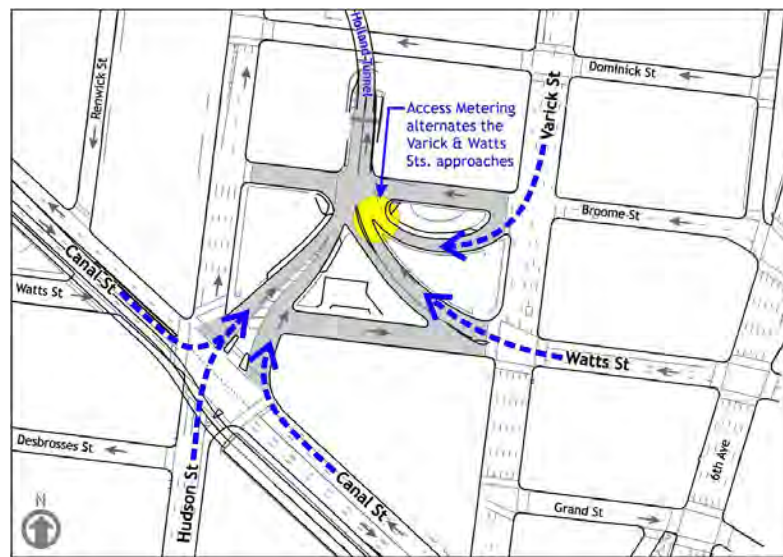 Holland Tunnel
Renwick St
Dominick St
Varick St
Access Metering
alternates the
Varick & Watts
Sts. approaches
Broome St
Canal St
Watts St
Watts St
Desbrosses St
Hudson St
Canal St
6th Ave
Grand St
N